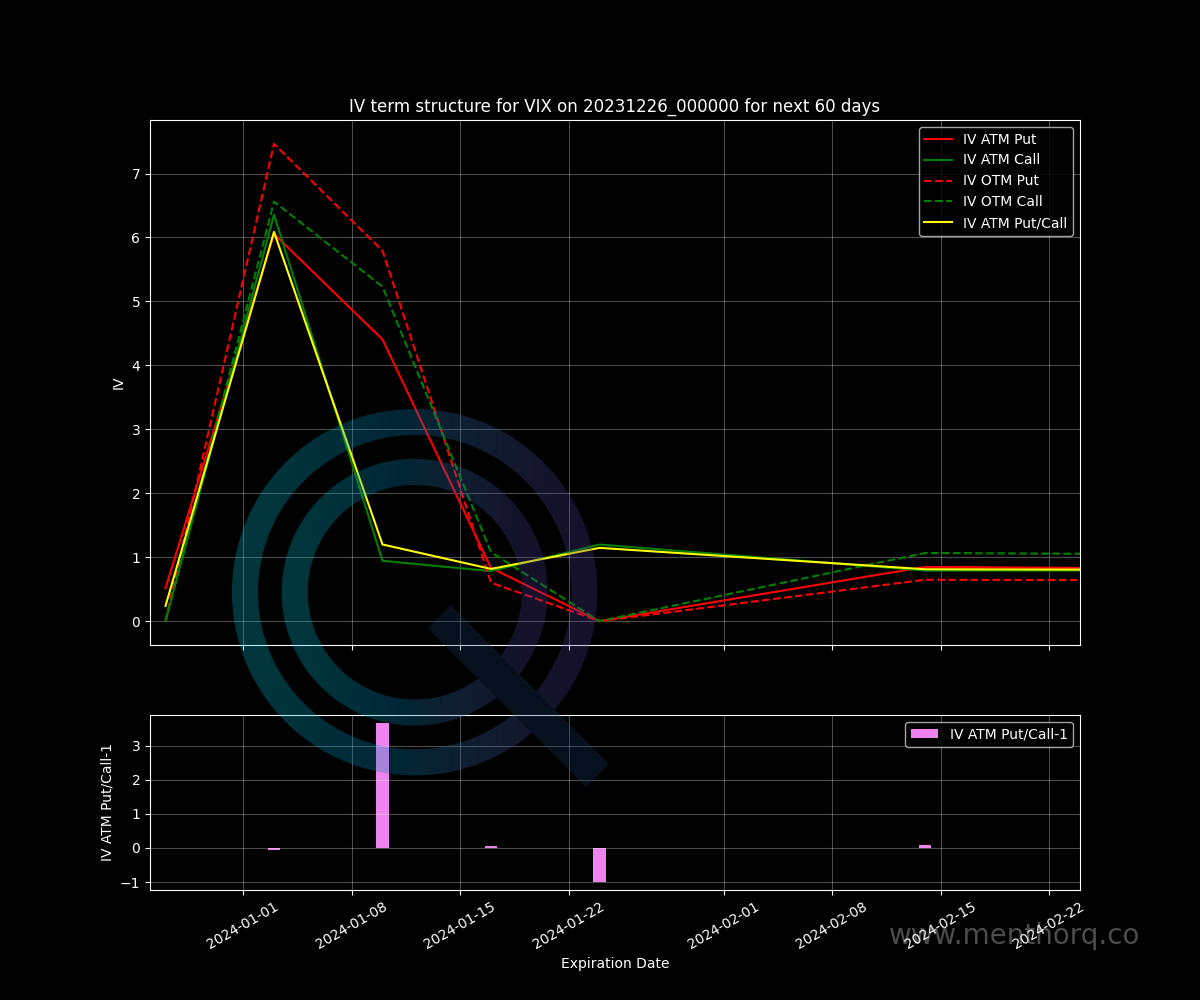 IV term structure for VIX on 20231226_000000 for next 60 days
IV ATM Put
IV ATM Call
IV OTM Put
IV OTM Call
IV ATM Put/Call
7
6
5
4
3
2
1
0
IV
IV ATM Put/Call-1
3
2
1
0
−1
IV ATM Put/Call-1
2024-01-01
2024-01-08
2024-01-15
2024-01-22
2024-02-01
2024-02-08
2024-02-15
2024-02-22
www.menthorq.co
Expiration Date